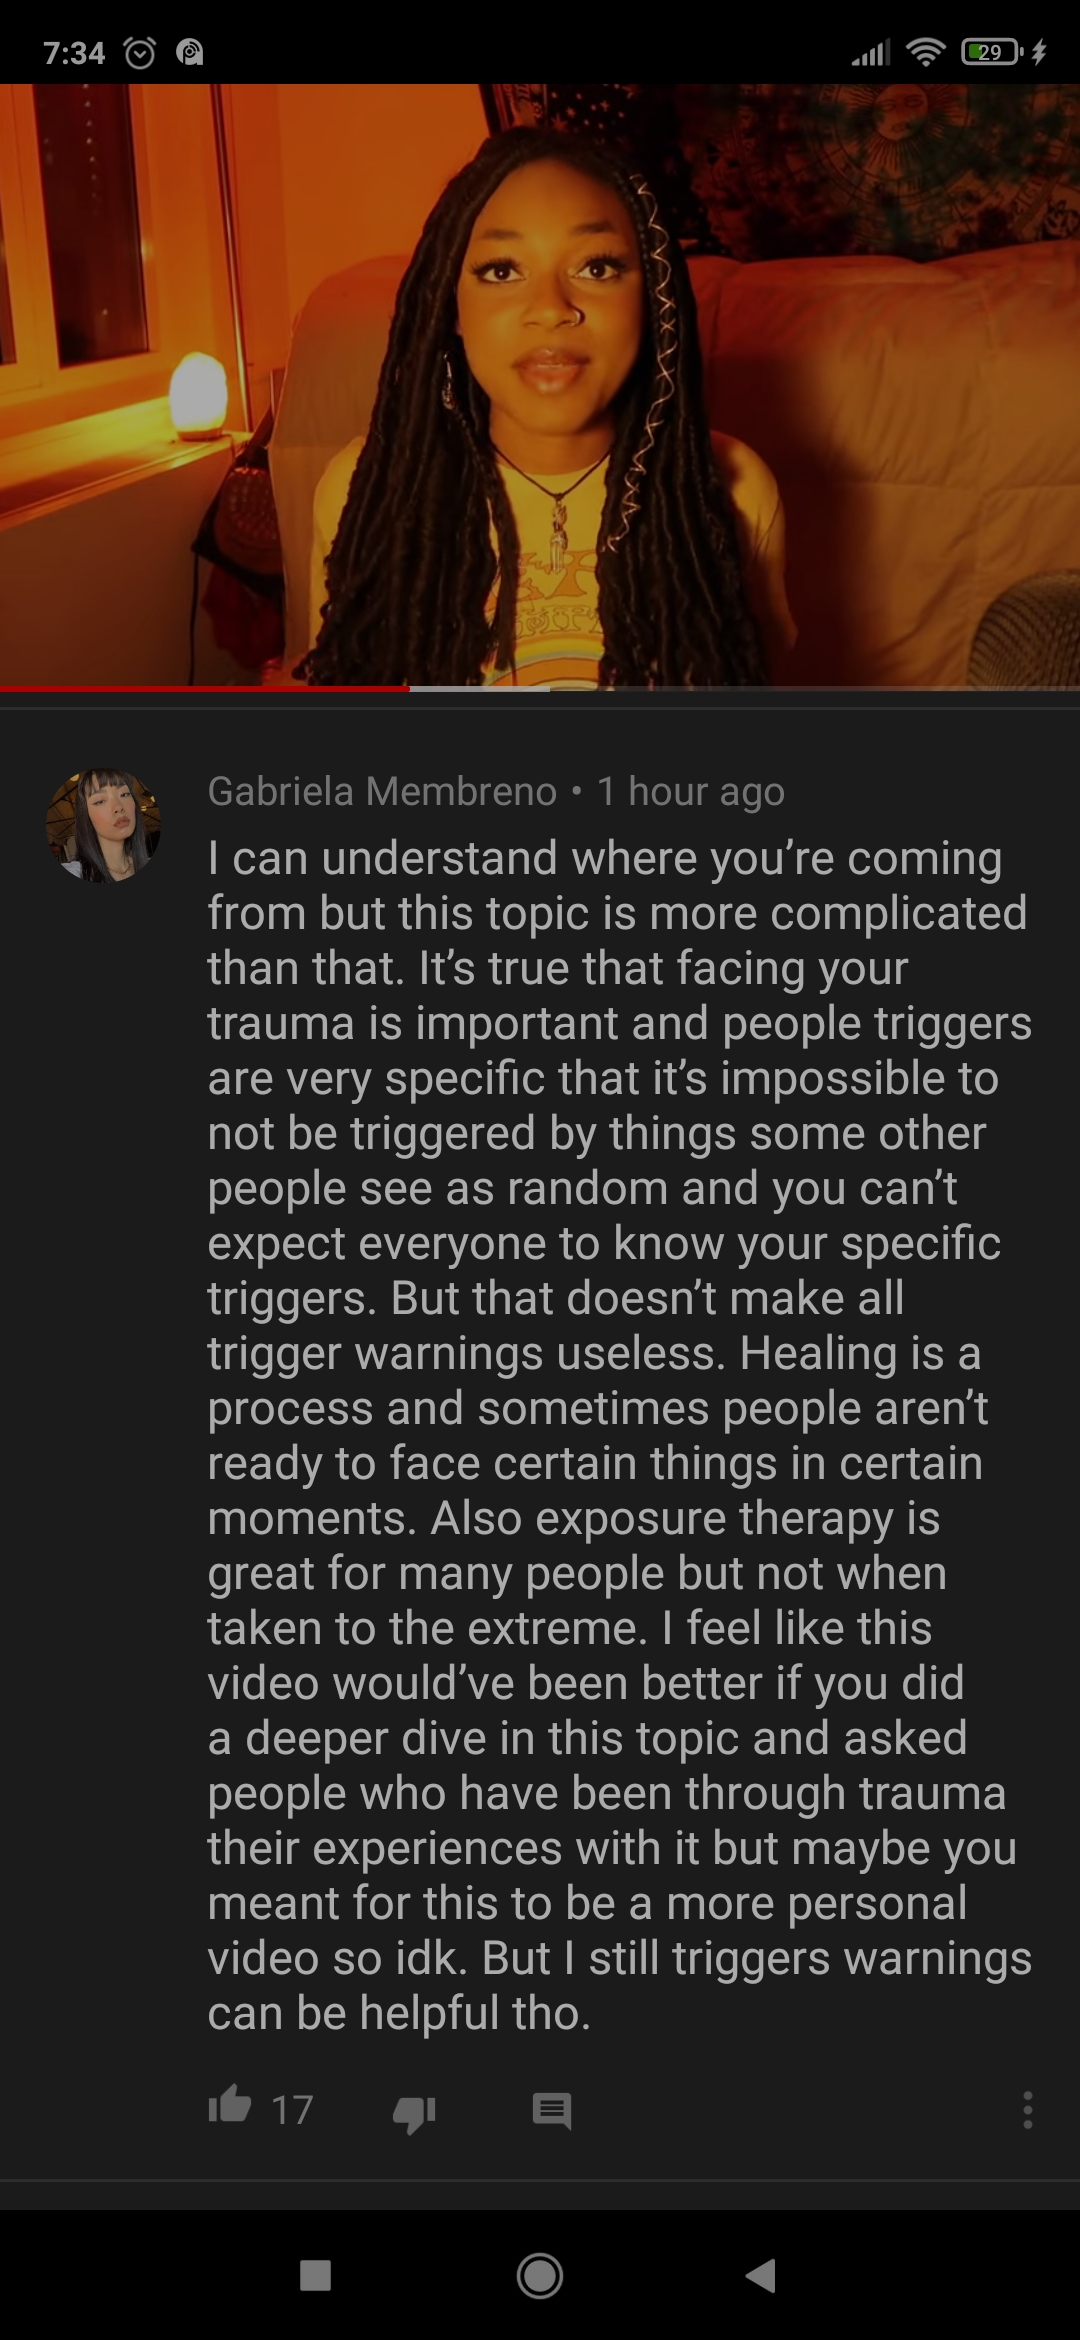 7:34
29
Gabriela Membreno • 1 hour ago
I can understand where you’re coming
from but this topic is more complicated
than that. It’s true that facing your
trauma is important and people triggers
are very specific that it’s impossible to
not be triggered by things some other
people see as random and you can’t
expect everyone to know your specific
triggers. But that doesn’t make all
trigger warnings useless. Healing is a
process and sometimes people aren’t
ready to face certain things in certain
moments. Also exposure therapy is
great for many people but not when
taken to the extreme. I feel like this
video would’ve been better if you did
a deeper dive in this topic and asked
people who have been through trauma
their experiences with it but maybe you
meant for this to be a more personal
video so idk. But I still triggers warnings
can be helpful tho.
17